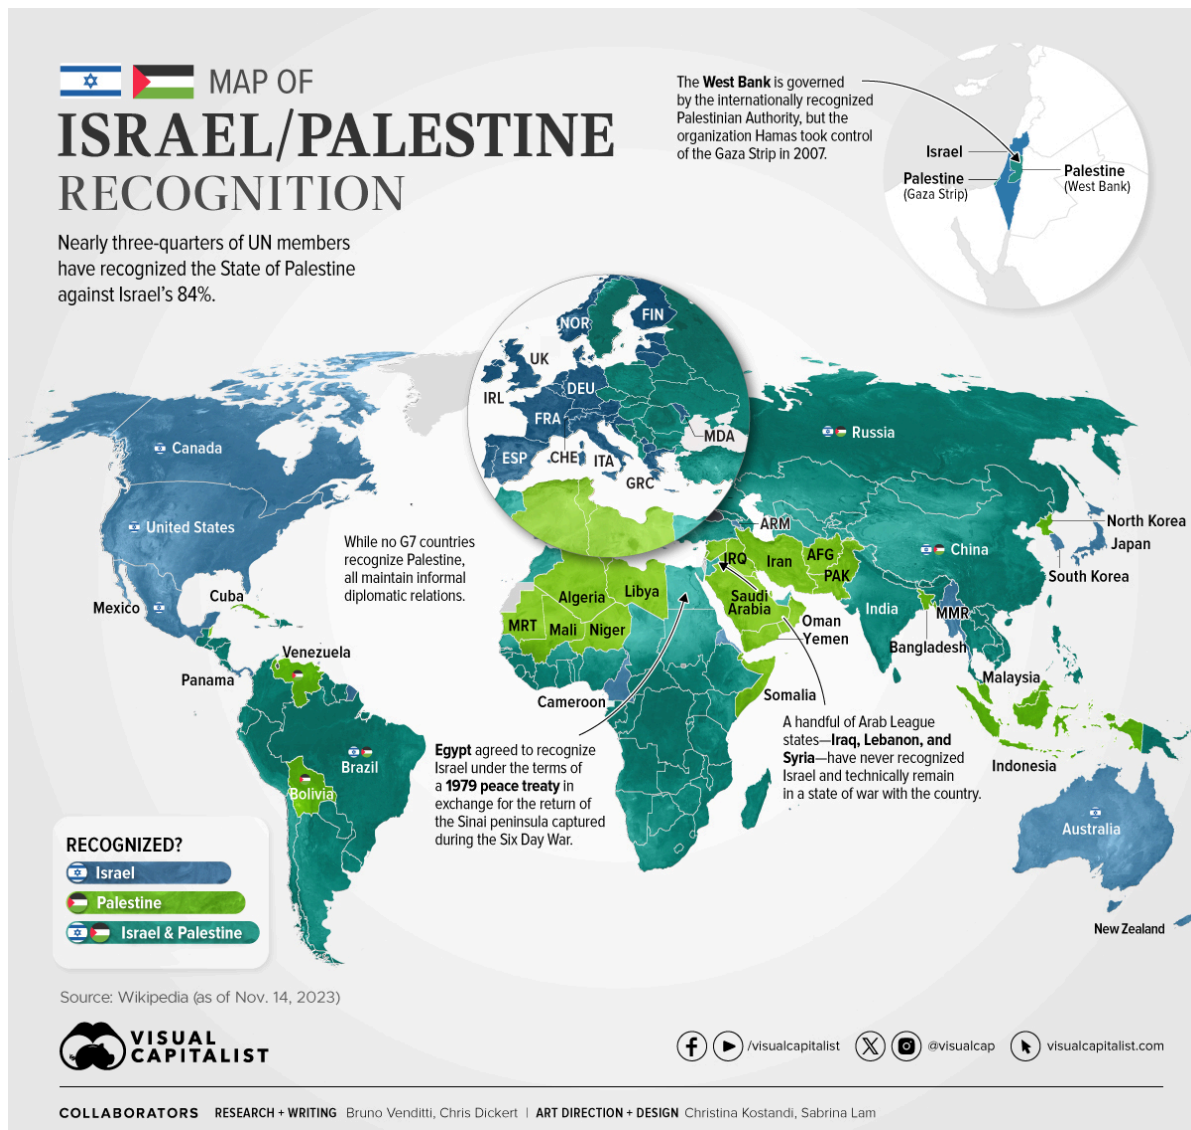 MAP OF
ISRAEL/PALESTINE
RECOGNITION
Nearly three-quarters of UN members
have recognized the State of Palestine
against Israel's 84%.
The West Bank is governed
by the internationally recognized
Palestinian Authority, but the
organization Hamas took control
of the Gaza Strip in 2007.
Israel
Palestine
(Gaza Strip)
Palestine
(West Bank)
NOR
FIN
UK
IRL
DEU
FRA
ESP
CHE
ITA
GRC
MDA
Canada
United States
Mexico
Cuba
Venezuela
Panama
Brazil
Bolivia
While no G7 countries
recognize Palestine,
all maintain informal
diplomatic relations.
Russia
ARM
China
North Korea
Japan
South Korea
IRQ
Iran
AFG
PAK
India
MMR
Bangladesh
Saudi
Arabia
Oman
Yemen
Algeria
Libya
MRT
Mali
Niger
Cameroon
Somalia
Malaysia
Indonesia
Australia
New Zealand
Egypt agreed to recognize
Israel under the terms of
a 1979 peace treaty in
exchange for the return of
the Sinai peninsula captured
during the Six Day War.
A handful of Arab League
states—Iraq, Lebanon, and
Syria—have never recognized
Israel and technically remain
in a state of war with the country.
RECOGNIZED?
Israel
Palestine
Israel & Palestine
Source: Wikipedia (as of Nov. 14, 2023)
VISUAL
CAPITALIST
/visualcapitalist
@visualcap
visualcapitalist.com
COLLABORATORS RESEARCH + WRITING Bruno Venditti, Chris Dickert | ART DIRECTION + DESIGN Christina Kostandi, Sabrina Lam